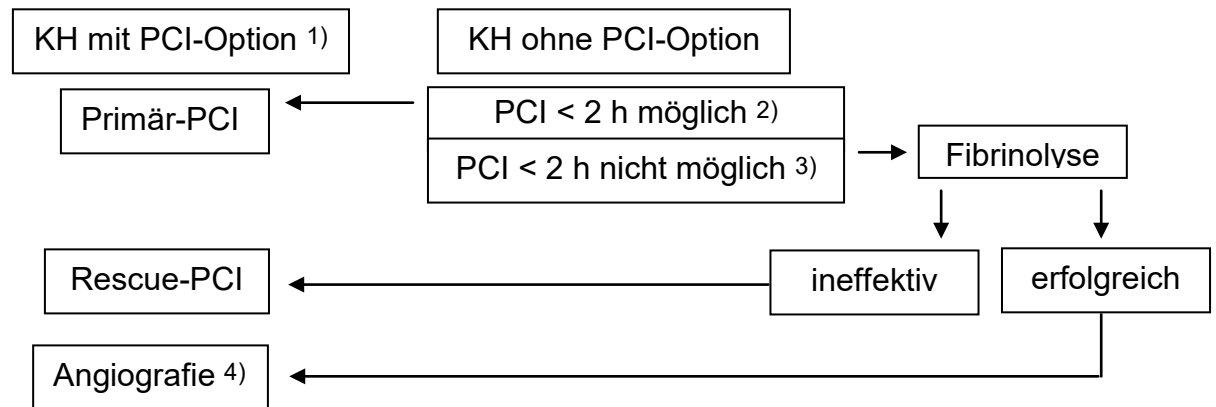 KH mit PCI-Option 1)
KH ohne PCI-Option
Primär-PCI
PCI < 2 h möglich 2)
PCI < 2 h nicht möglich 3)
Fibrinolyse
Rescue-PCI
ineffektiv
erfolgreich
Angiografie 4)